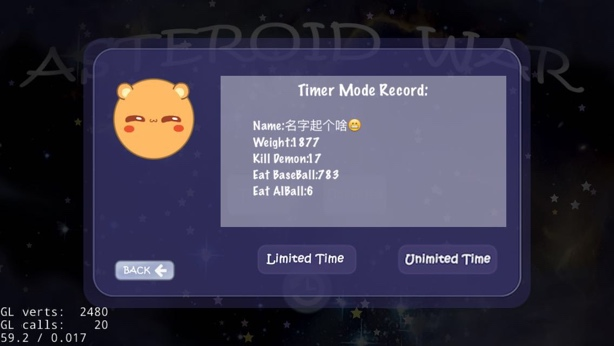 ASTEROID WAR
Timer Mode Record:
Name:名字起个啥😋
Weight:1877
Kill Demon:17
Eat BaseBall:783
Eat AIBall:6
Limited Time
Unimited Time
BACK
GL verts: 2480
GL calls: 20
59.2 / 0.017